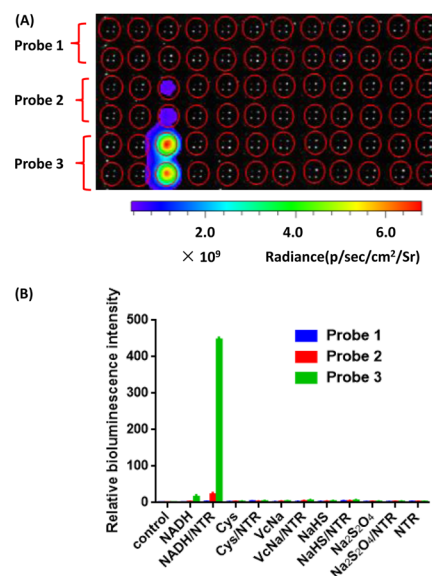 (A)
Probe 1
Probe 2
Probe 3
2.0 4.0 6.0
× 10⁹ Radiance(p/sec/cm²/Sr)
(B)
Relative bioluminescence intensity
500
400
300
200
100
0
Probe 1
Probe 2
Probe 3
control
NADH
NADH/NTR
Cys
Cys/NTR
VcNa
VcNa/NTR
NaHS
NaHS/NTR
Na₂S₂O₄
Na₂S₂O₄/NTR
NTR